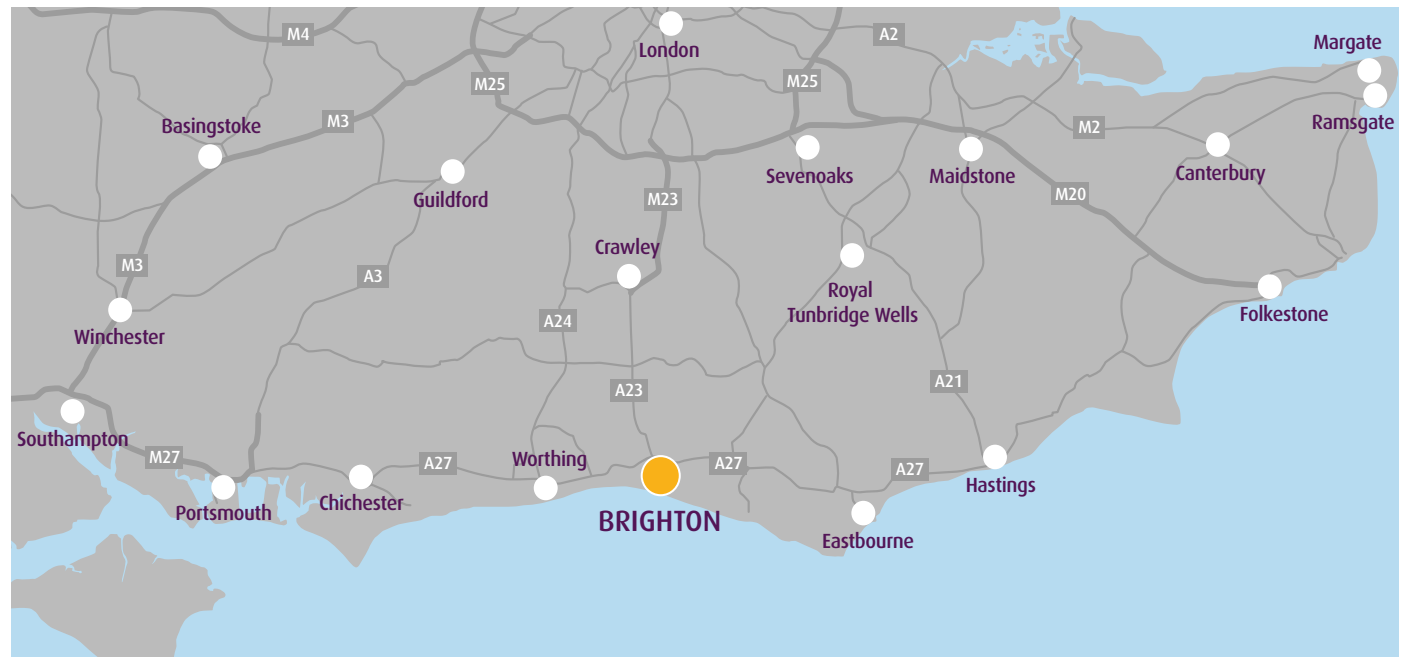 M4
A2
London
Margate
M25
M25
Ramsgate
Basingstoke
M3
M2
Sevenoaks
Maidstone
Canterbury
Guildford
M23
M20
Crawley
M3
A3
Royal
Tunbridge Wells
Folkestone
Winchester
A24
A23
A21
Southampton
M27
A27
Worthing
A27
A27
Hastings
Portsmouth
Chichester
BRIGHTON
Eastbourne